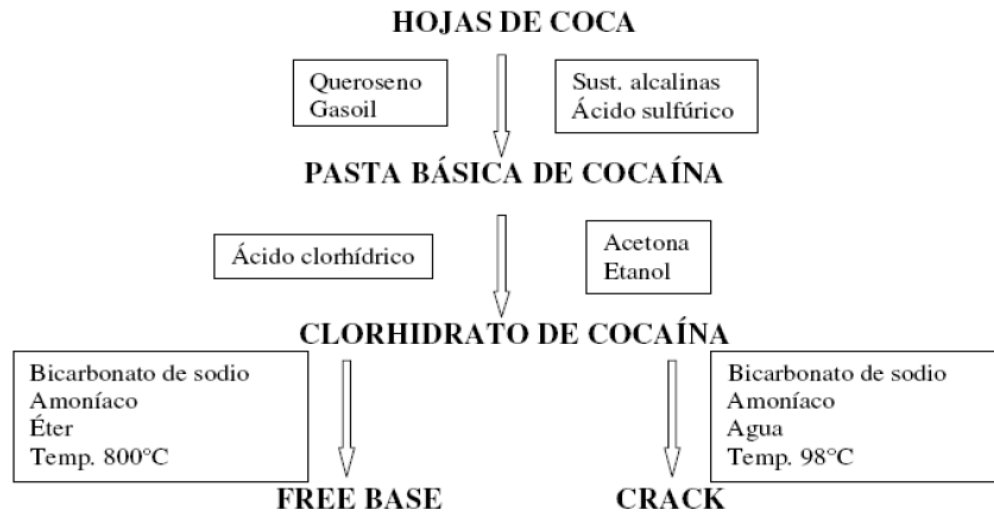 HOJAS DE COCA
Queroseno
Gasoil
Sust. alcalinas
Ácido sulfúrico
PASTA BÁSICA DE COCAÍNA
Ácido clorhídrico
Acetona
Etanol
CLORHIDRATO DE COCAÍNA
Bicarbonato de sodio
Amoníaco
Éter
Temp. 800°C
Bicarbonato de sodio
Amoníaco
Agua
Temp. 98°C
FREE BASE
CRACK